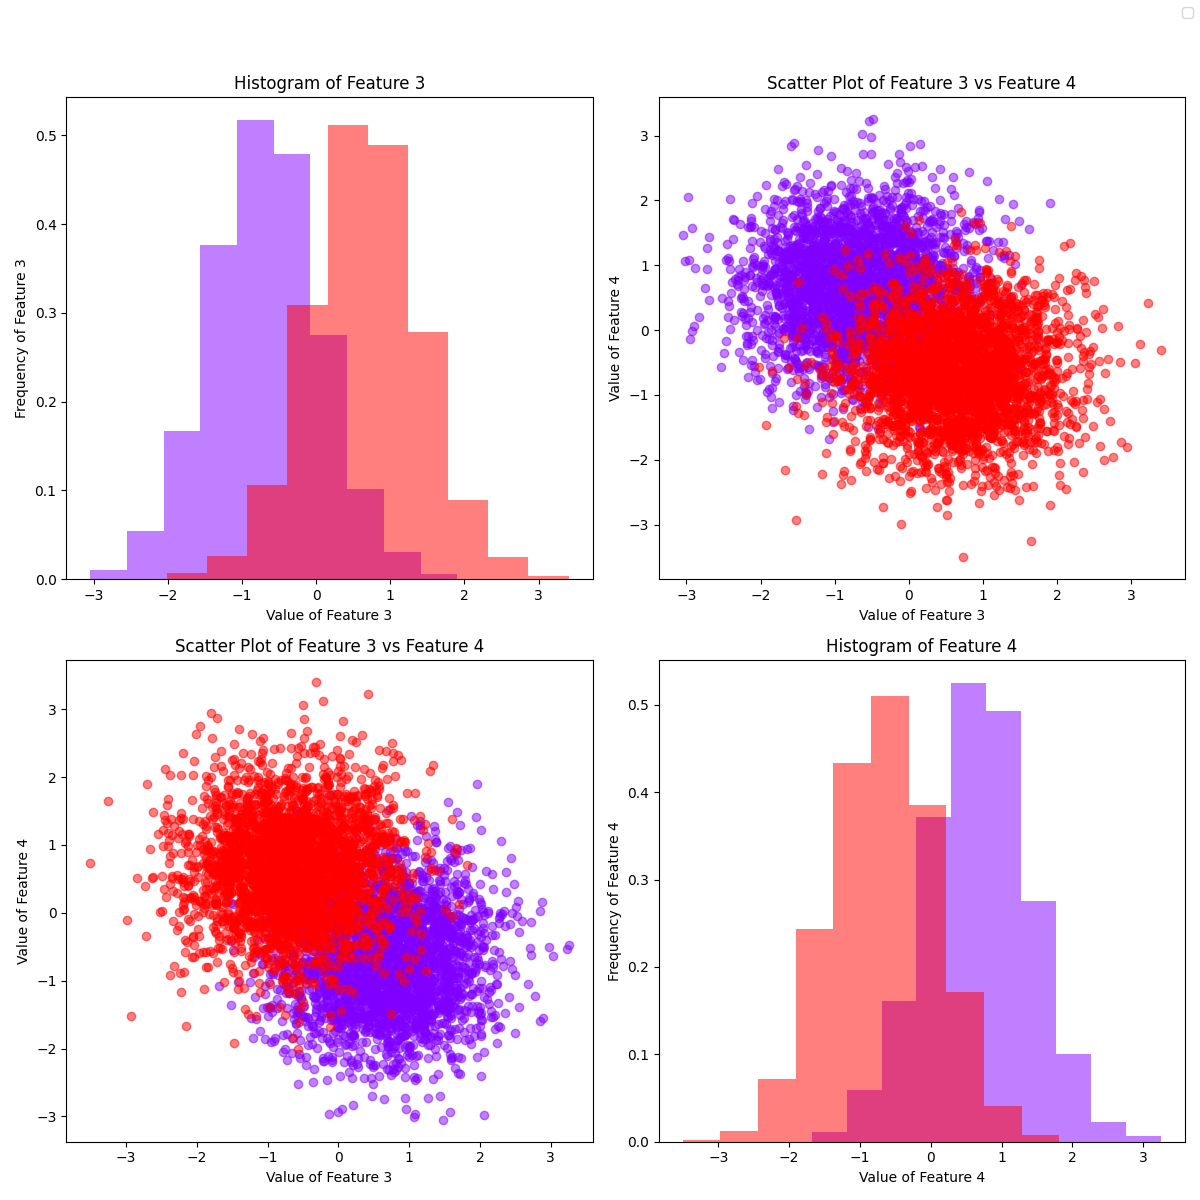 Histogram of Feature 3
Frequency of Feature 3
0.5
0.4
0.3
0.2
0.1
0.0
−3 −2 −1 0 1 2 3
Value of Feature 3
Scatter Plot of Feature 3 vs Feature 4
Value of Feature 4
3
2
1
0
−1
−2
−3
−3 −2 −1 0 1 2 3
Value of Feature 3
Scatter Plot of Feature 3 vs Feature 4
Value of Feature 4
3
2
1
0
−1
−2
−3
−3 −2 −1 0 1 2 3
Value of Feature 3
Histogram of Feature 4
Frequency of Feature 4
0.5
0.4
0.3
0.2
0.1
0.0
−3 −2 −1 0 1 2 3
Value of Feature 4